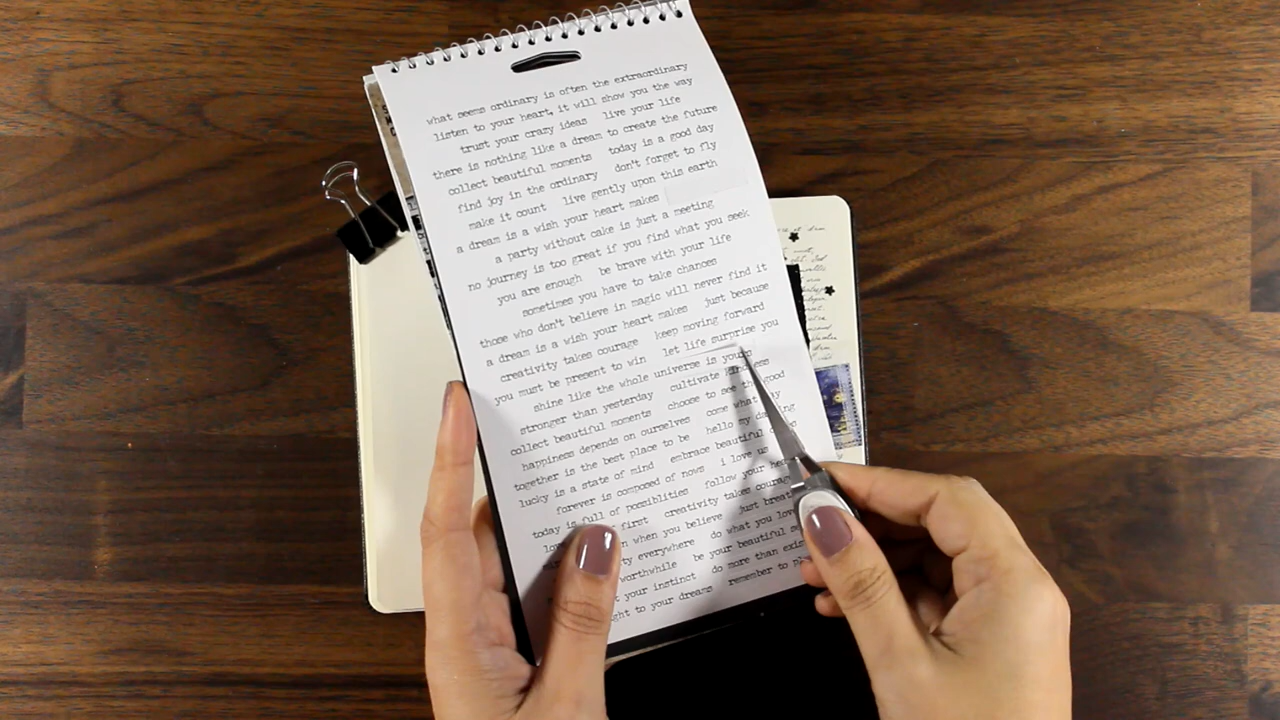 what seems ordinary is often the extraordinary
listen to your heart, it will show you the way
trust your crazy ideas live your life
there is nothing like a dream to create the future
collect beautiful moments today is a good day
find joy in the ordinary don't forget to fly
make it count live gently upon this earth
a dream is a wish your heart makes
a party without cake is just a meeting
no journey is too great if you find what you seek
you are enough be brave with your life
sometimes you have to take chances
those who don't believe in magic will never find it
a dream is a wish your heart makes just because
creativity takes courage keep moving forward
you must be present to win let life surprise you
shine like the whole universe is yours
stronger than yesterday cultivate kindness
collect beautiful moments choose to see the good
happiness depends on ourselves come what may
together is the best place to be hello my
lucky is a state of mind embrace beautiful
forever is composed of nows i love us
today is full of possiblities follow your
first creativity takes courage
when you believe just
everywhere do what you love
worthwhile be your beautiful
your instinct do more than
to your dreams remember to